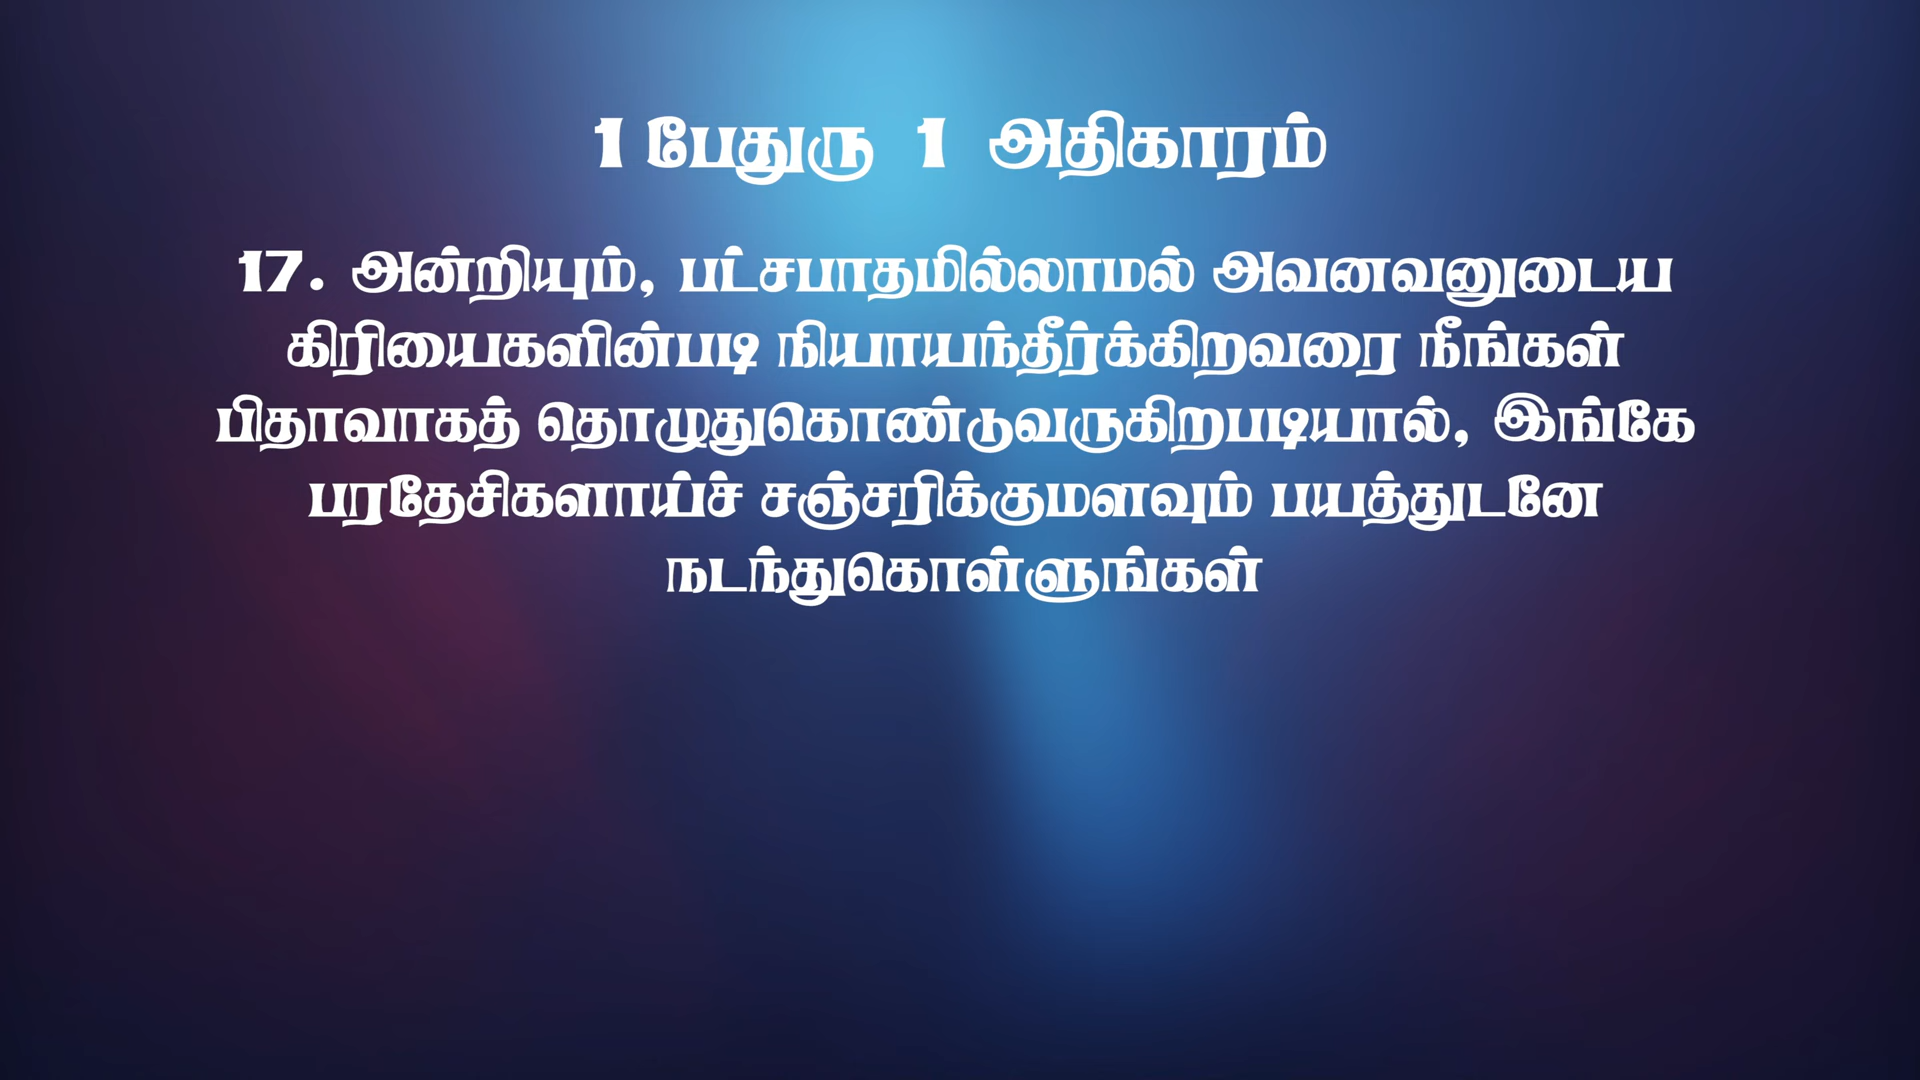 1 பேதுரு 1 அதிகாரம்
17. அன்றியும், பட்சபாதமில்லாமல் அவனவனுடைய
கிரியைகளின்படி நியாயந்தீர்க்கிறவரை நீங்கள்
பிதாவாகத் தொழுதுகொண்டுவருகிறபடியால், இங்கே
பரதேசிகளாய்ச் சஞ்சரிக்குமளவும் பயத்துடனே
நடந்துகொள்ளுங்கள்